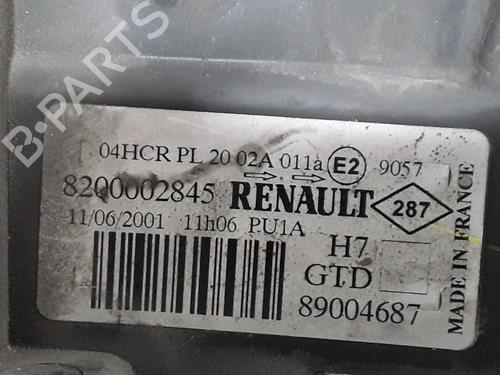 B-PARTS
04HCR PL 20 02A 011a E2 9057
8200002845 RENAULT 287
11/06/2001 11h06 PU1A
H7
GTD
89004687
MADE IN FRANCE